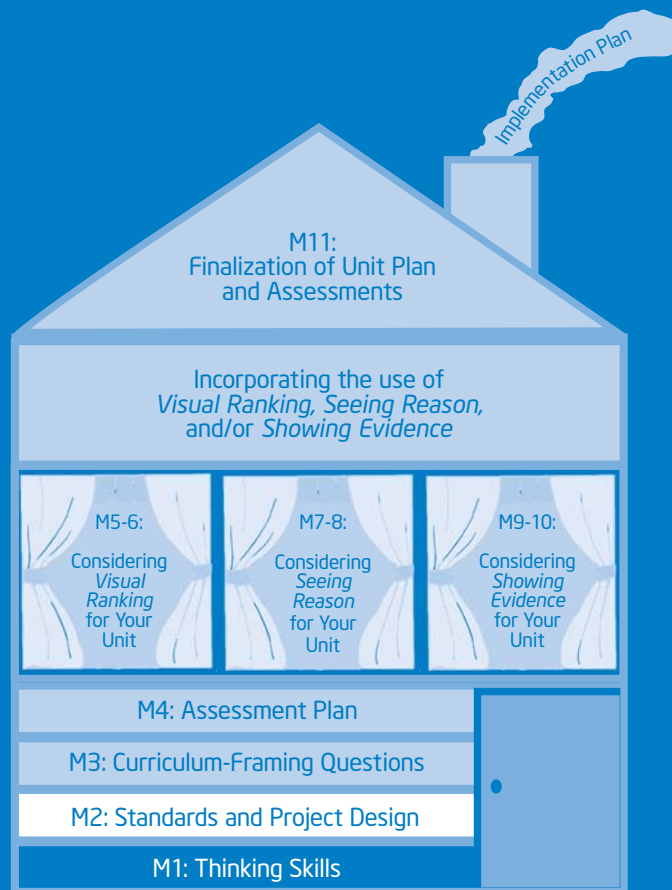 Implementation Plan
M11:
Finalization of Unit Plan
and Assessments
Incorporating the use of
Visual Ranking, Seeing Reason,
and/or Showing Evidence
M5-6:
Considering
Visual
Ranking
for Your
Unit
M7-8:
Considering
Seeing
Reason
for Your
Unit
M9-10:
Considering
Showing
Evidence
for Your
Unit
M4: Assessment Plan
M3: Curriculum-Framing Questions
M2: Standards and Project Design
M1: Thinking Skills